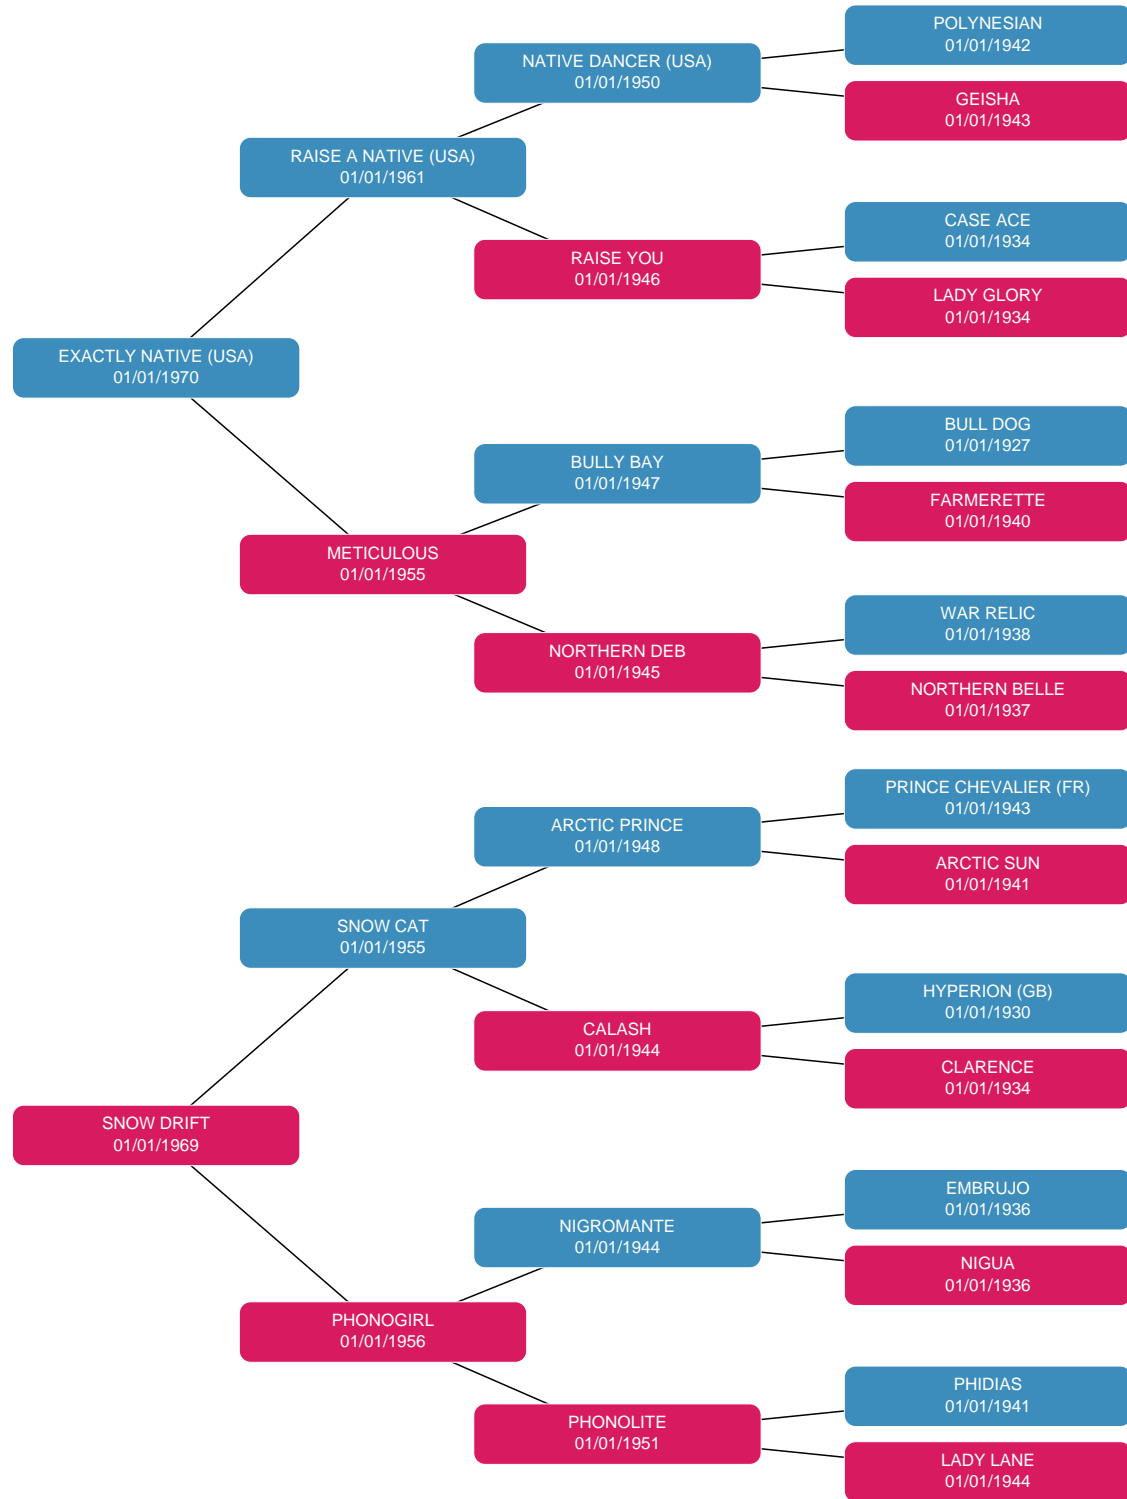 POLYNESIAN
01/01/1942
NATIVE DANCER (USA)
01/01/1950
GEISHA
01/01/1943
RAISE A NATIVE (USA)
01/01/1961
CASE ACE
01/01/1934
RAISE YOU
01/01/1946
LADY GLORY
01/01/1934
EXACTLY NATIVE (USA)
01/01/1970
BULL DOG
01/01/1927
BULLY BAY
01/01/1947
FARMERETTE
01/01/1940
METICULOUS
01/01/1955
WAR RELIC
01/01/1938
NORTHERN DEB
01/01/1945
NORTHERN BELLE
01/01/1937
PRINCE CHEVALIER (FR)
01/01/1943
ARCTIC PRINCE
01/01/1948
ARCTIC SUN
01/01/1941
SNOW CAT
01/01/1955
HYPERION (GB)
01/01/1930
CALASH
01/01/1944
CLARENCE
01/01/1934
SNOW DRIFT
01/01/1969
EMBRUJO
01/01/1936
NIGROMANTE
01/01/1944
NIGUA
01/01/1936
PHONOGIRL
01/01/1956
PHIDIAS
01/01/1941
PHONOLITE
01/01/1951
LADY LANE
01/01/1944